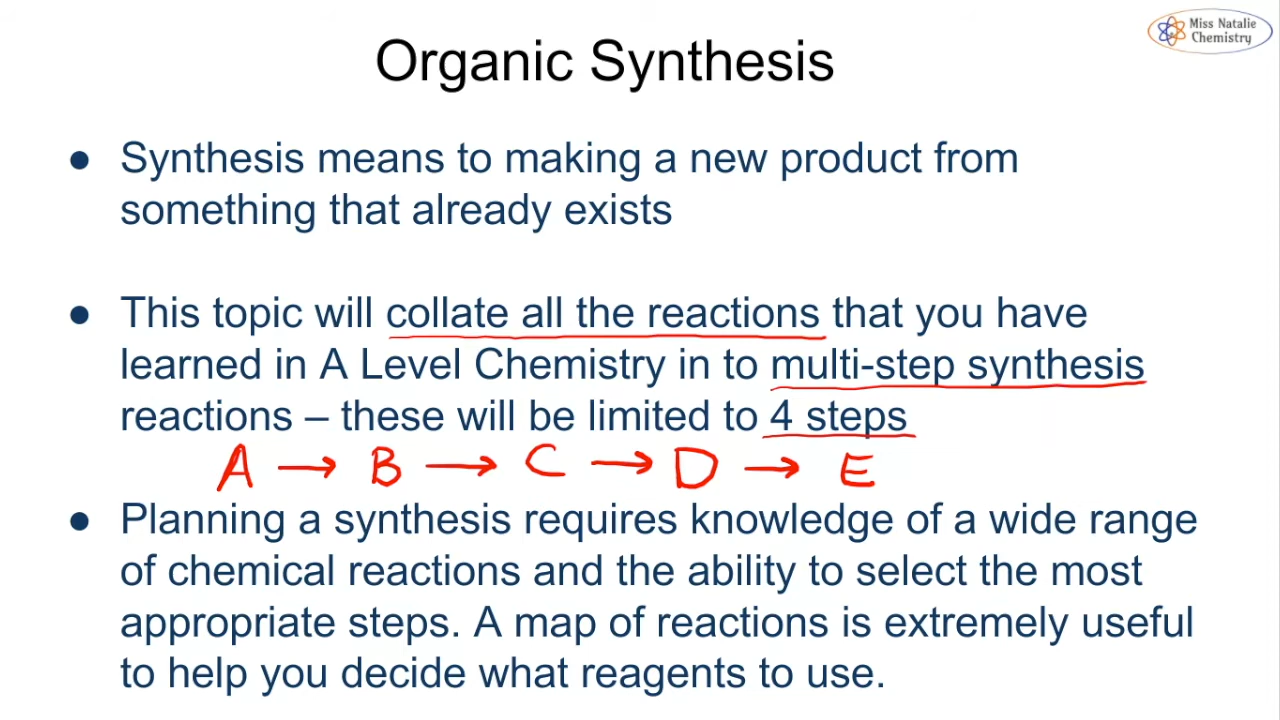 Miss Natalie
Chemistry
Organic Synthesis
● Synthesis means to making a new product from
something that already exists
● This topic will collate all the reactions that you have
learned in A Level Chemistry in to multi-step synthesis
reactions – these will be limited to 4 steps
A → B → C → D → E
● Planning a synthesis requires knowledge of a wide range
of chemical reactions and the ability to select the most
appropriate steps. A map of reactions is extremely useful
to help you decide what reagents to use.